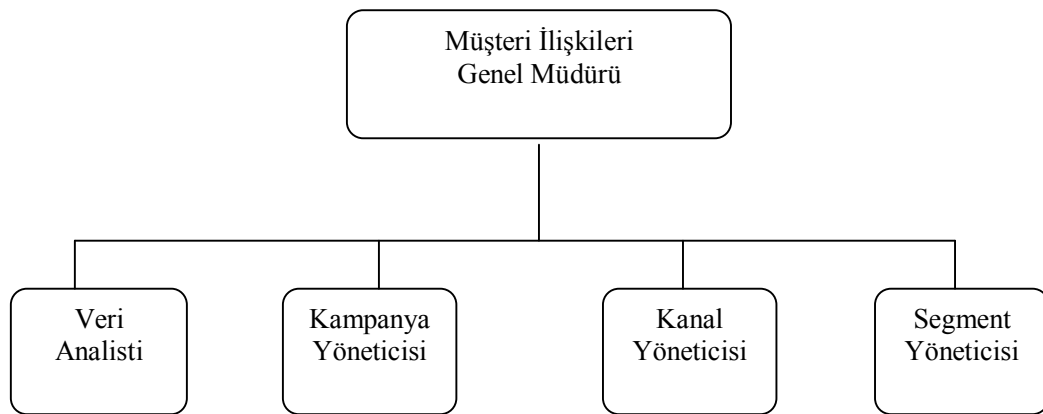 Müşteri İlişkileri
Genel Müdürü
Veri
Analisti
Kampanya
Yöneticisi
Kanal
Yöneticisi
Segment
Yöneticisi